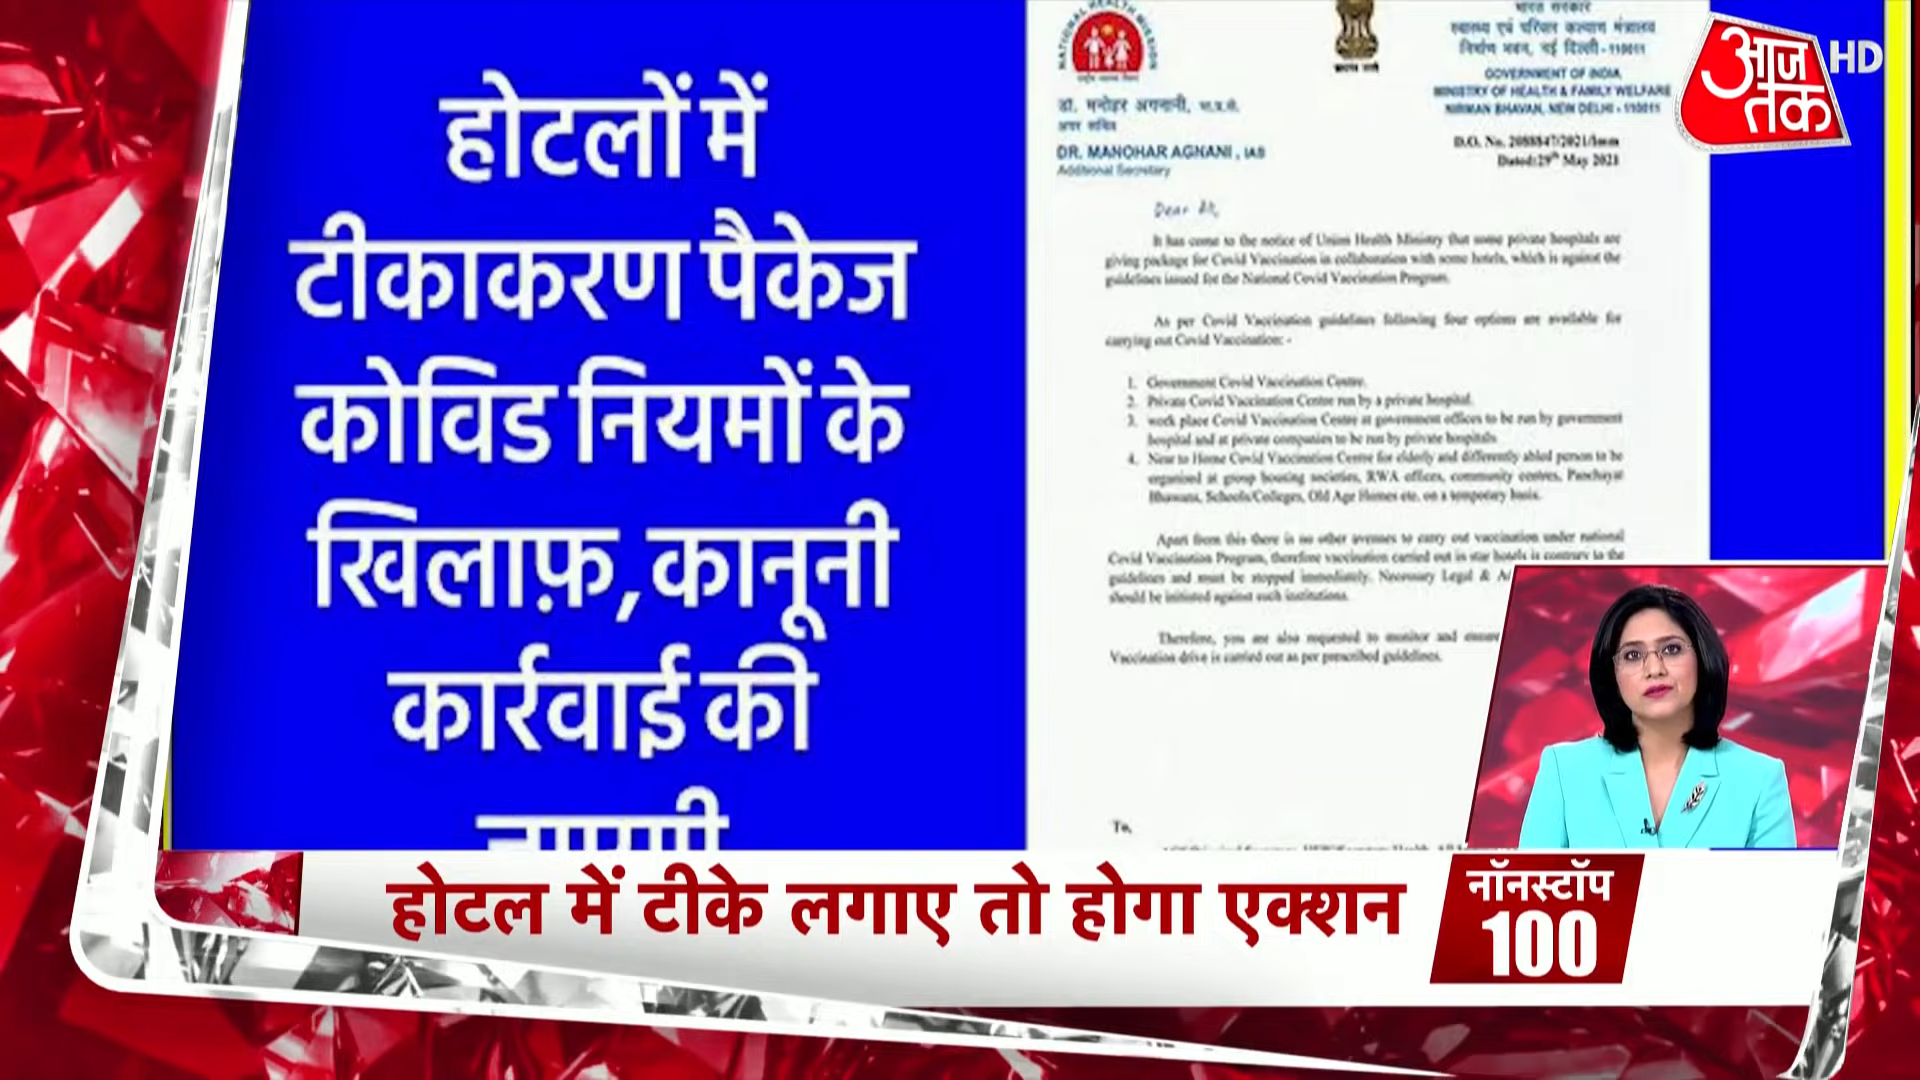 होटलों में
टीकाकरण पैकेज
कोविड नियमों के
खिलाफ़,कानूनी
कार्रवाई की
NATIONAL HEALTH MISSION
डॉ. मनोहर अगनानी, भा.प्र.से.
अपर सचिव
DR. MANOHAR AGNANI, IAS
Additional Secretary
भारत सरकार
स्वास्थ्य एवं परिवार कल्याण मंत्रालय
निर्माण भवन, नई दिल्ली-110011
GOVERNMENT OF INDIA
MINISTRY OF HEALTH & FAMILY WELFARE
NIRMAN BHAVAN, NEW DELHI - 110011
D.O. No. 2088847/2021/Imm
Dated:29th May 2021
Dear
It has come to the notice of Union Health Ministry that some private hospitals are
giving package for Covid Vaccination in collaboration with some hotels, which is against the
guidelines issued for the National Covid Vaccination Program.
As per Covid Vaccination guidelines following four options are available for
carrying out Covid Vaccination: -
1. Government Covid Vaccination Centre.
2. Private Covid Vaccination Centre run by a private hospital.
3. work place Covid Vaccination Centre at government offices to be run by government
hospital and at private companies to be run by private hospitals
4. Near to Home Covid Vaccination Centre for elderly and differently abled person to be
organised at group housing societies, RWA offices, community centres, Panchayat
Bhawans, Schools/Colleges, Old Age Homes etc. on a temporary basis.
Apart from this there is no other avenues to carry out vaccination under national
Covid Vaccination Program, therefore vaccination carried out in star hotels is contrary to the
guidelines and must be stopped immediately. Necessary Legal &
should be initiated against such institutions.
Therefore, you are also requested to monitor and ensure
Vaccination drive is carried out as per prescribed guidelines.
To,
आज
तक
HD
होटल में टीके लगाए तो होगा एक्शन
नॉनस्टॉप
100